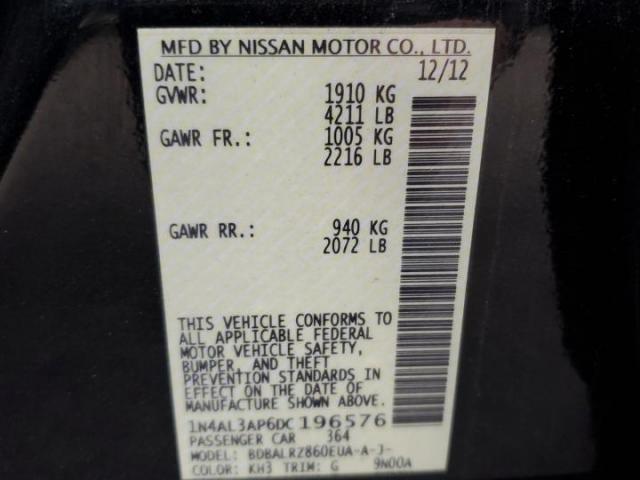 MFD BY NISSAN MOTOR CO., LTD.
DATE: 12/12
GVWR: 1910 KG
4211 LB
GAWR FR.: 1005 KG
2216 LB
GAWR RR.: 940 KG
2072 LB
THIS VEHICLE CONFORMS TO
ALL APPLICABLE FEDERAL
MOTOR VEHICLE SAFETY,
BUMPER, AND THEFT
PREVENTION STANDARDS IN
EFFECT ON THE DATE OF
MANUFACTURE SHOWN ABOVE.
1N4AL3AP6DC196576
PASSENGER CAR 364
MODEL: BDBALRZ860EUA-A-J-
COLOR: KH3 TRIM: G 9N00A